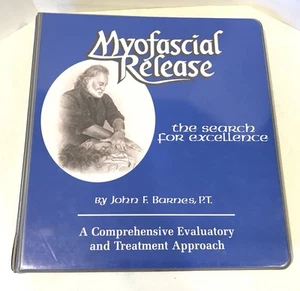 Myofascial
Release
the search
for excellence
By John F. Barnes, P.T.
A Comprehensive Evaluatory
and Treatment Approach